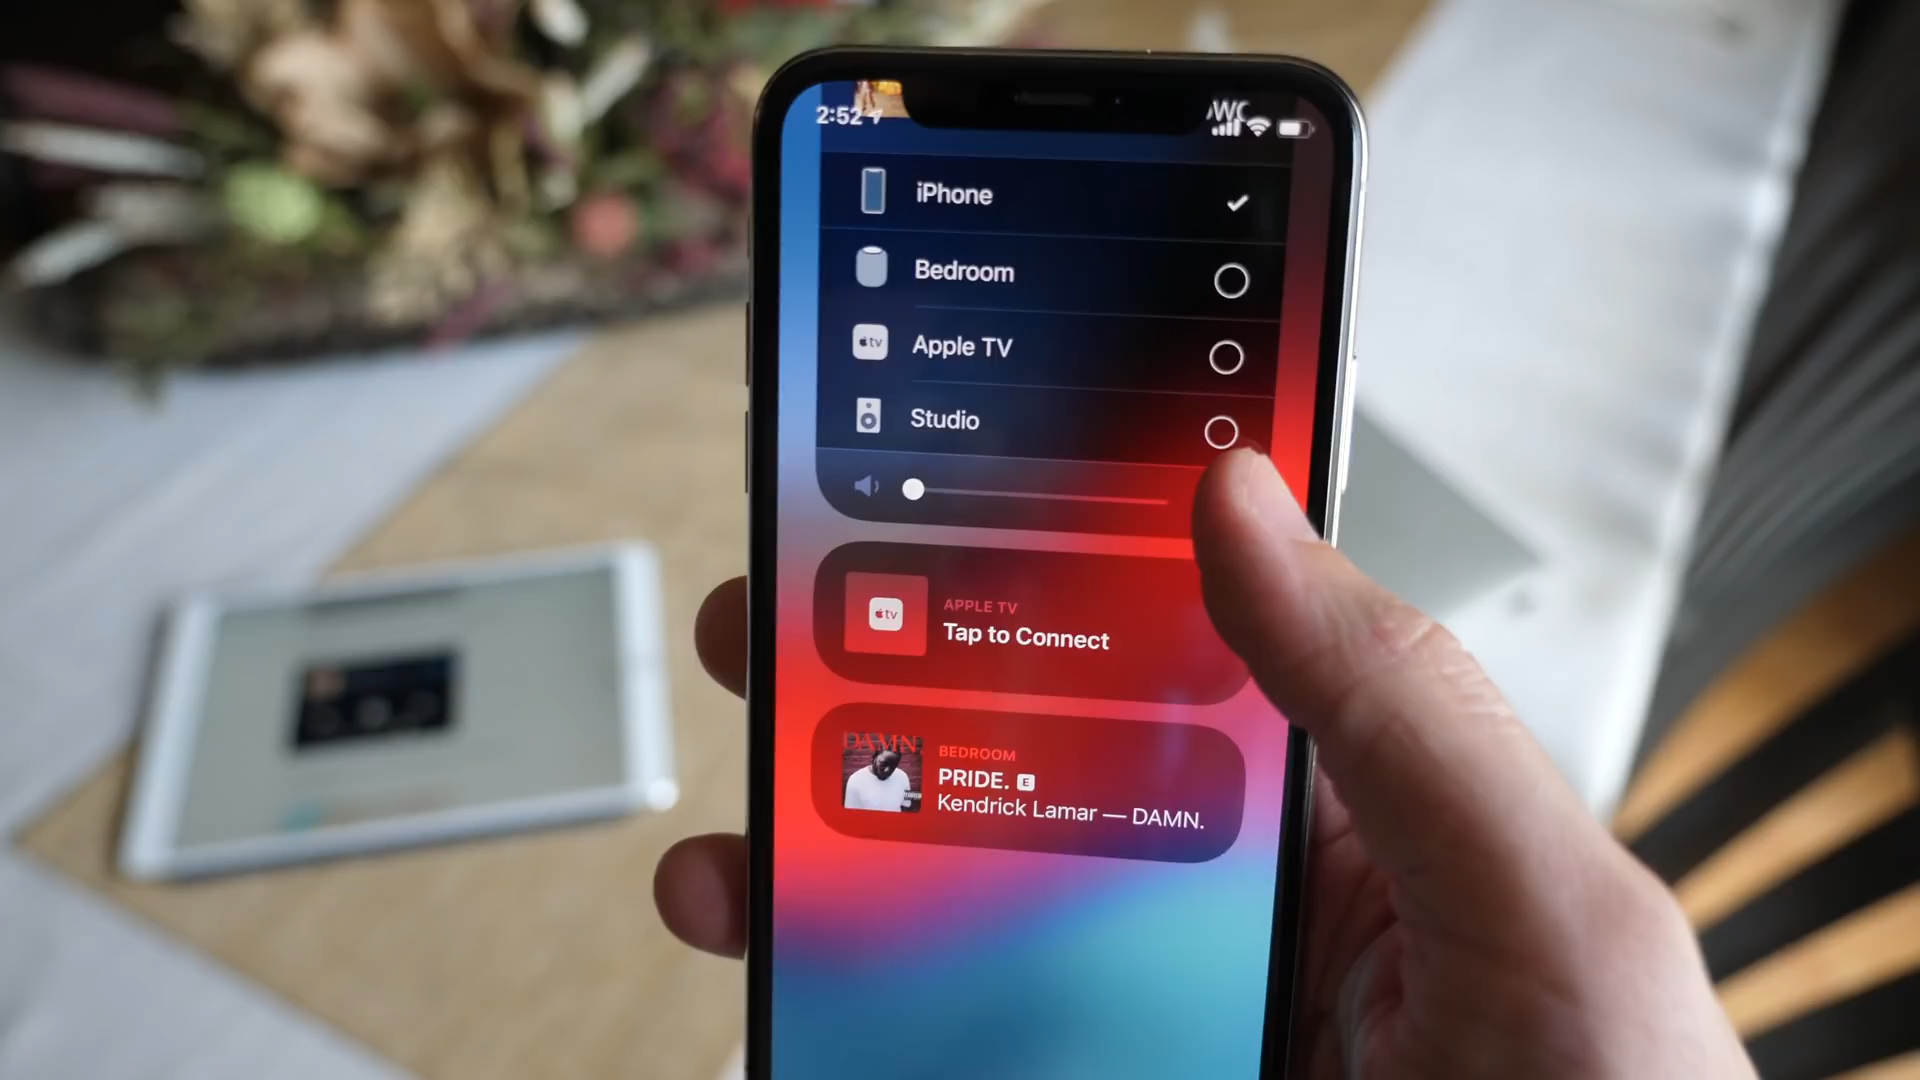 2:52
iPhone
Bedroom
tv Apple TV
Studio
tv
APPLE TV
Tap to Connect
DAMN.
BEDROOM
PRIDE. E
Kendrick Lamar — DAMN.